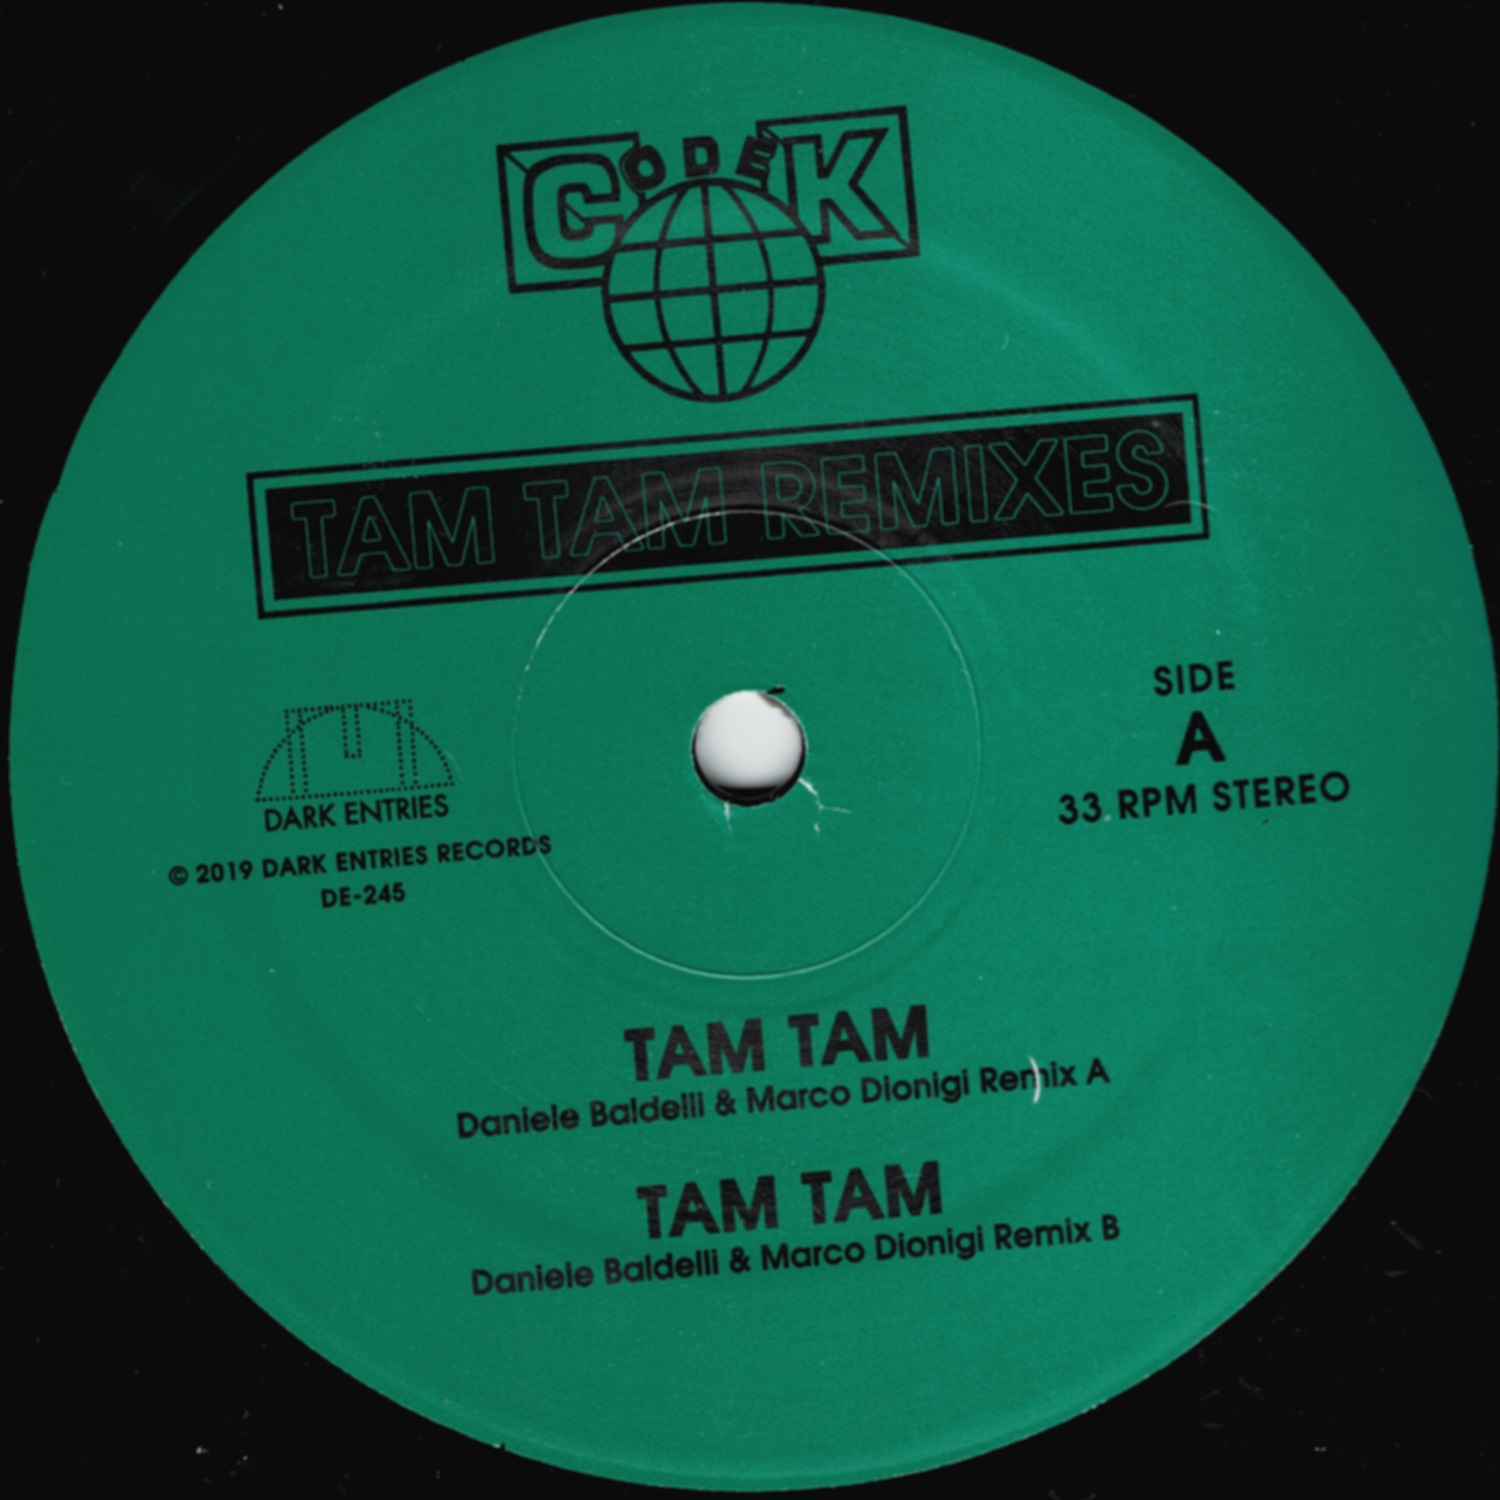 CODEK
TAM TAM REMIXES
SIDE
A
33 RPM STEREO
DARK ENTRIES
© 2019 DARK ENTRIES RECORDS
DE-245
TAM TAM
Daniele Baldelli & Marco Dionigi Remix A
TAM TAM
Daniele Baldelli & Marco Dionigi Remix B